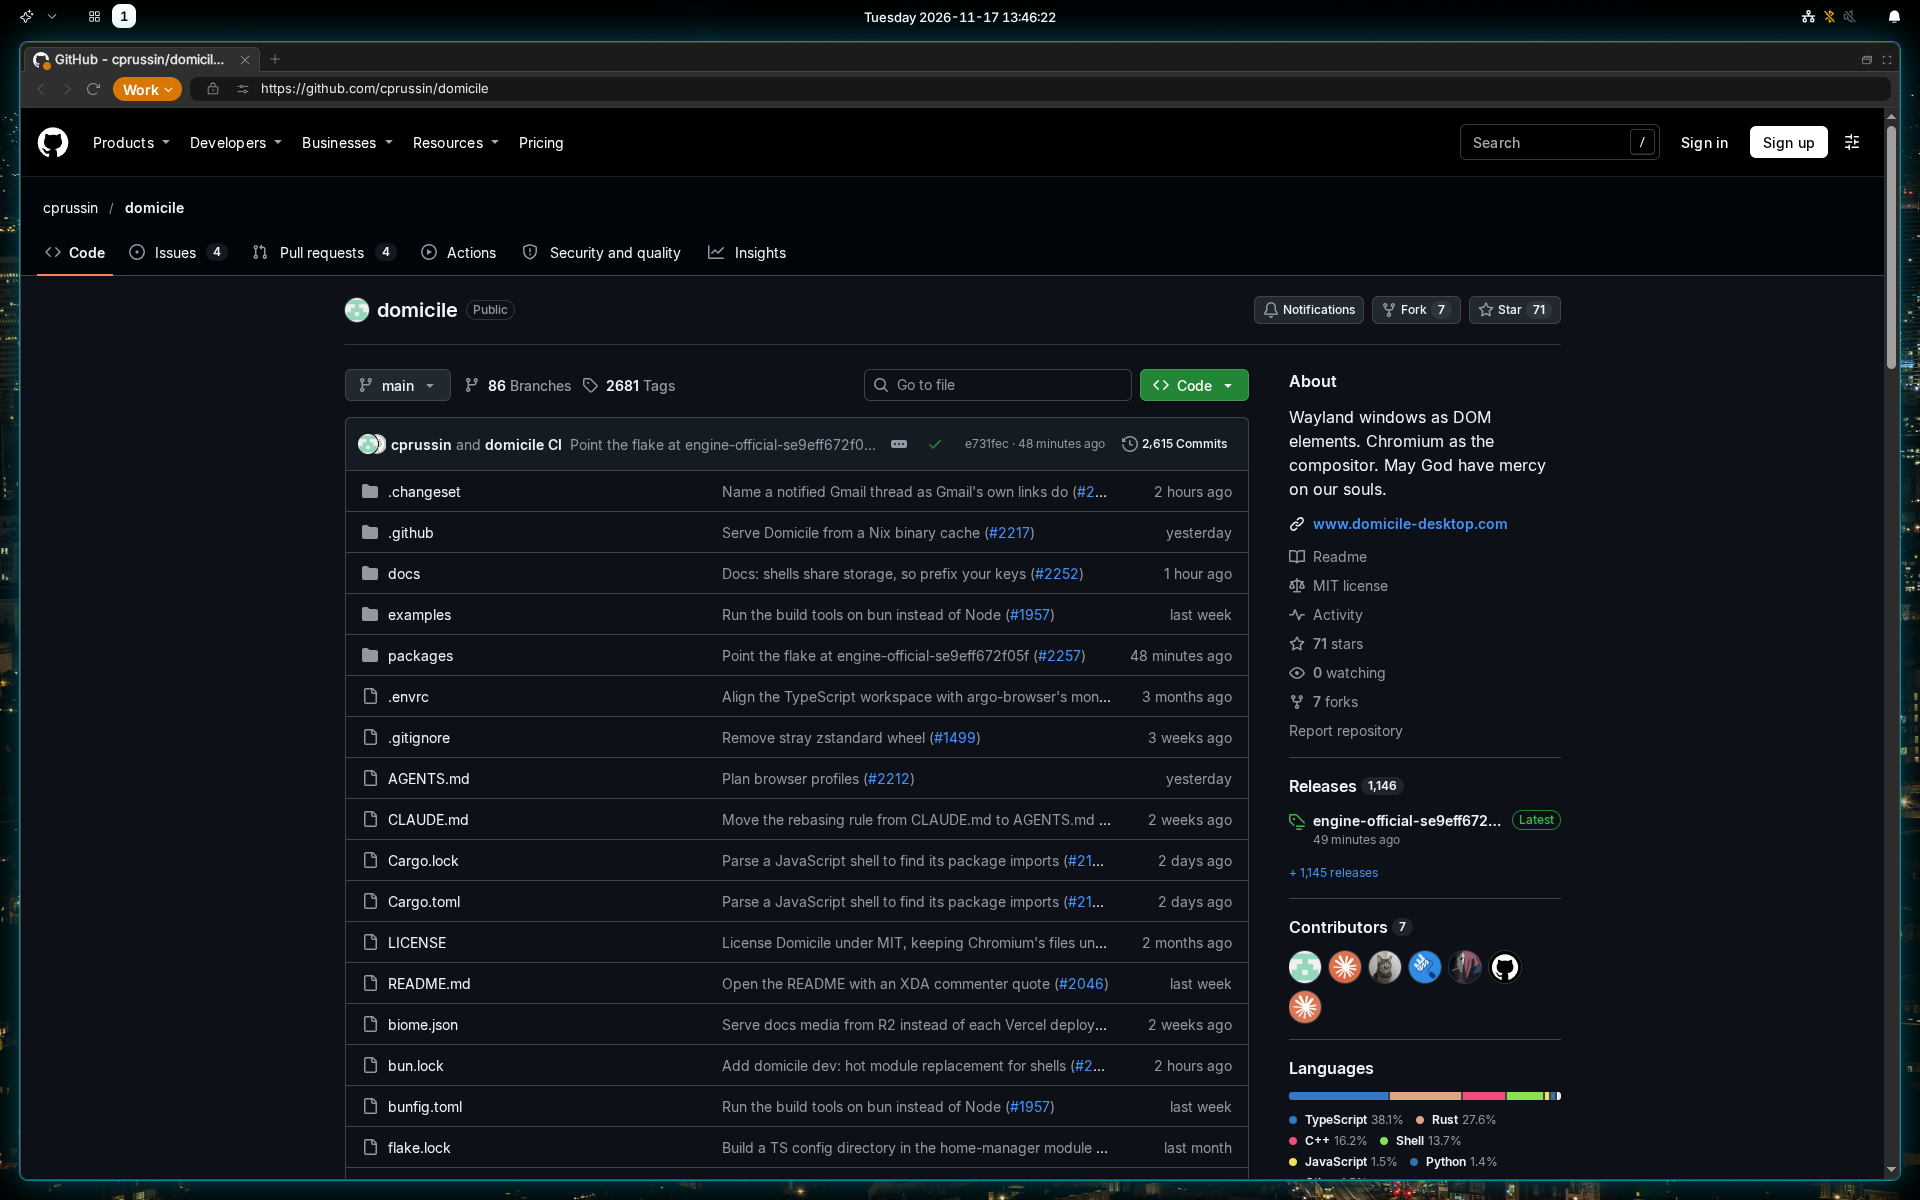 1
Tuesday 2026-11-17 13:46:22
GitHub - cprussin/domicil...
Work
https://github.com/cprussin/domicile
Products
Developers
Businesses
Resources
Pricing
Search
/
Sign in
Sign up
cprussin / domicile
Code
Issues 4
Pull requests 4
Actions
Security and quality
Insights
domicile Public
Notifications
Fork 7
Star 71
main
86 Branches
2681 Tags
Go to file
Code
cprussin and domicile CI Point the flake at engine-official-se9eff672f0... e731fec · 48 minutes ago 2,615 Commits
.changeset Name a notified Gmail thread as Gmail's own links do (#2... 2 hours ago
.github Serve Domicile from a Nix binary cache (#2217) yesterday
docs Docs: shells share storage, so prefix your keys (#2252) 1 hour ago
examples Run the build tools on bun instead of Node (#1957) last week
packages Point the flake at engine-official-se9eff672f05f (#2257) 48 minutes ago
.envrc Align the TypeScript workspace with argo-browser's mon... 3 months ago
.gitignore Remove stray zstandard wheel (#1499) 3 weeks ago
AGENTS.md Plan browser profiles (#2212) yesterday
CLAUDE.md Move the rebasing rule from CLAUDE.md to AGENTS.md ... 2 weeks ago
Cargo.lock Parse a JavaScript shell to find its package imports (#21... 2 days ago
Cargo.toml Parse a JavaScript shell to find its package imports (#21... 2 days ago
LICENSE License Domicile under MIT, keeping Chromium's files un... 2 months ago
README.md Open the README with an XDA commenter quote (#2046) last week
biome.json Serve docs media from R2 instead of each Vercel deploy... 2 weeks ago
bun.lock Add domicile dev: hot module replacement for shells (#2... 2 hours ago
bunfig.toml Run the build tools on bun instead of Node (#1957) last week
flake.lock Build a TS config directory in the home-manager module ... last month
About
Wayland windows as DOM
elements. Chromium as the
compositor. May God have mercy
on our souls.
www.domicile-desktop.com
Readme
MIT license
Activity
71 stars
0 watching
7 forks
Report repository
Releases 1,146
engine-official-se9eff672... Latest
49 minutes ago
+ 1,145 releases
Contributors 7
Languages
TypeScript 38.1% Rust 27.6%
C++ 16.2% Shell 13.7%
JavaScript 1.5% Python 1.4%